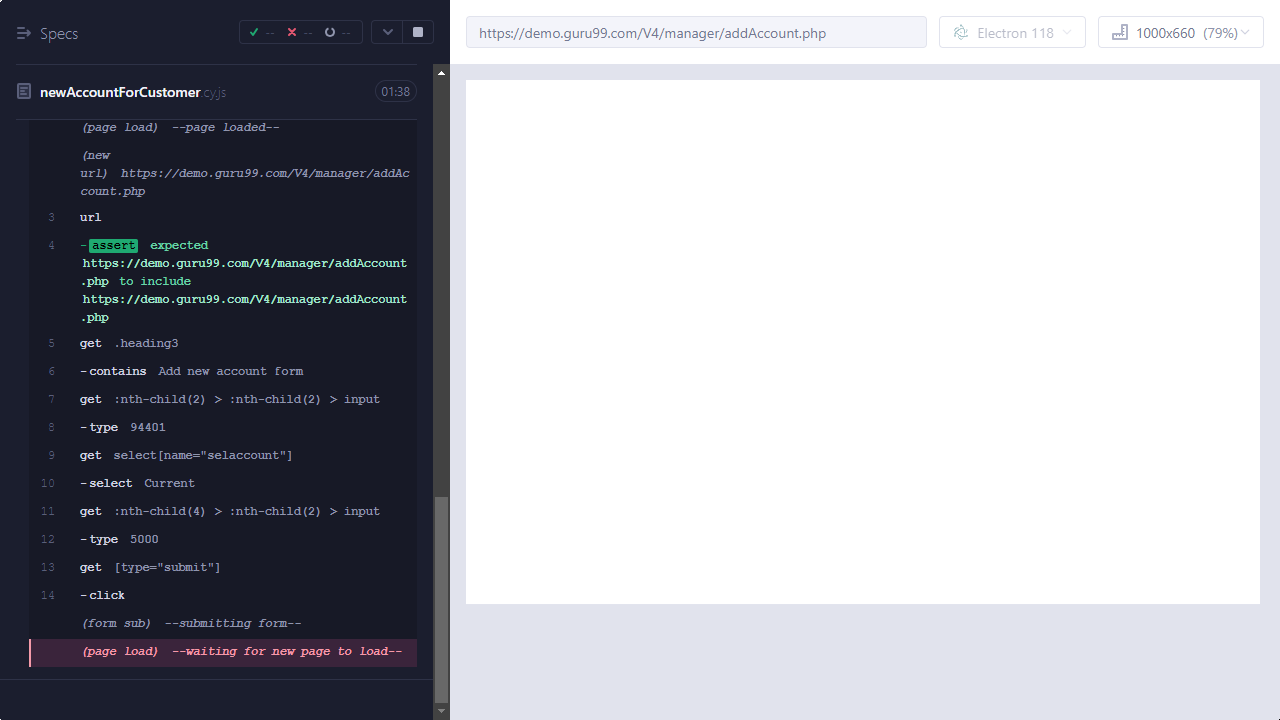 Specs -- -- --
https://demo.guru99.com/V4/manager/addAccount.php Electron 118 1000x660 (79%)
newAccountForCustomer.cy.js 01:38
(page load) --page loaded--
(new
url) https://demo.guru99.com/V4/manager/addAc
count.php
3 url
4 -assert expected
https://demo.guru99.com/V4/manager/addAccount
.php to include
https://demo.guru99.com/V4/manager/addAccount
.php
5 get .heading3
6 -contains Add new account form
7 get :nth-child(2) > :nth-child(2) > input
8 -type 94401
9 get select[name="selaccount"]
10 -select Current
11 get :nth-child(4) > :nth-child(2) > input
12 -type 5000
13 get [type="submit"]
14 -click
(form sub) --submitting form--
(page load) --waiting for new page to load--